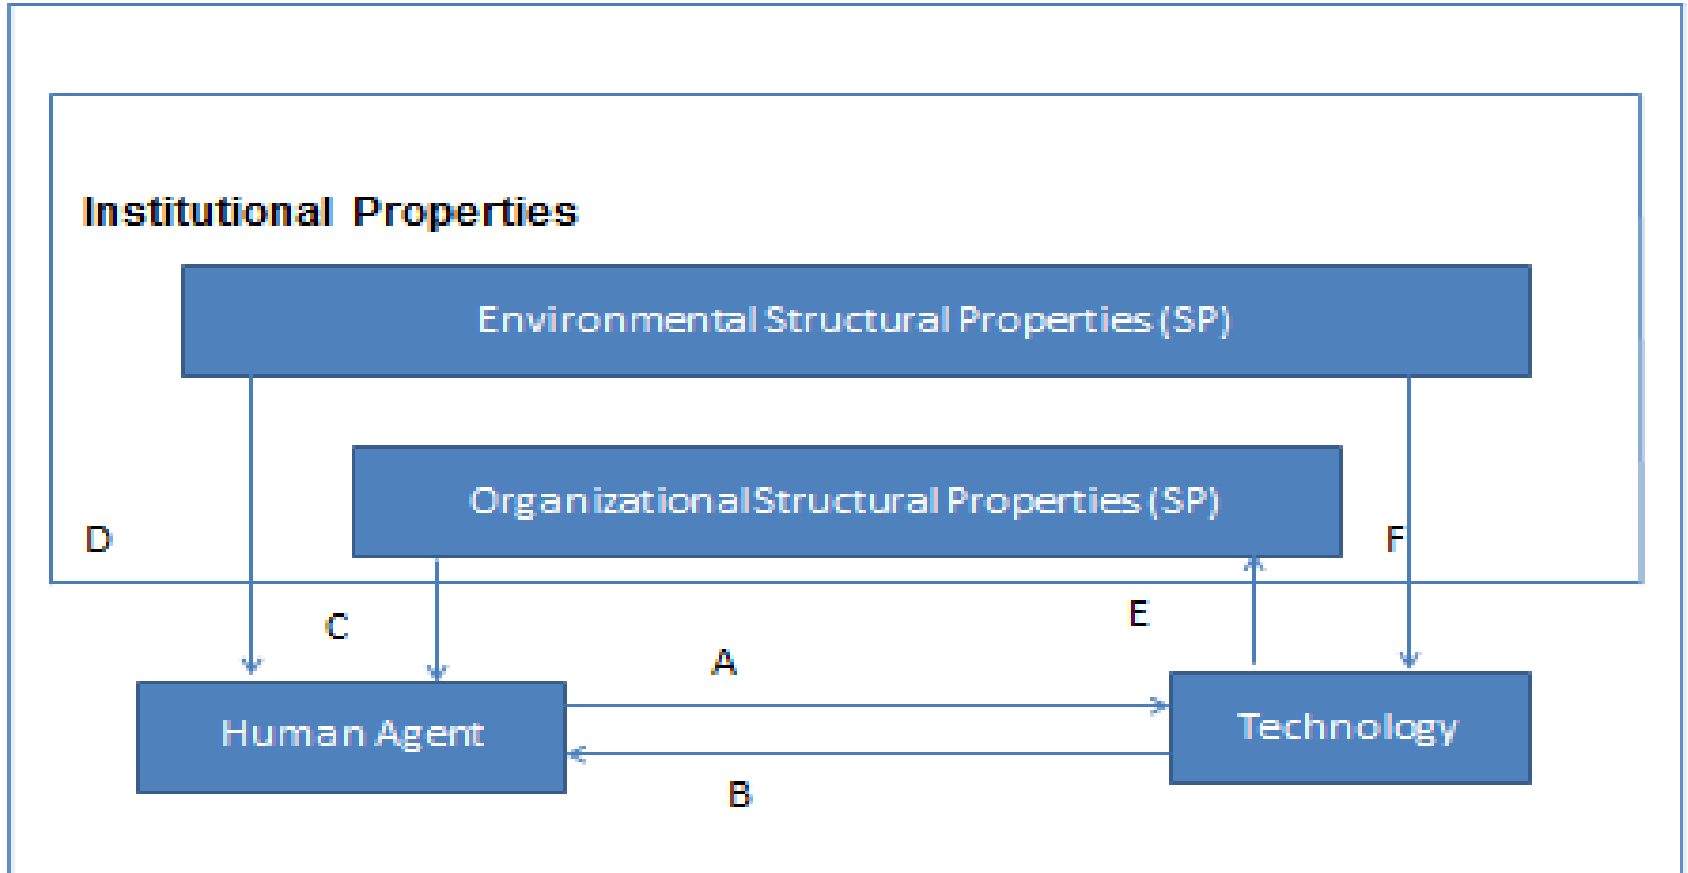 Institutional Properties
Environmental Structural Properties (SP)
Organizational Structural Properties (SP)
D
F
C
E
A
Human Agent
Technology
B